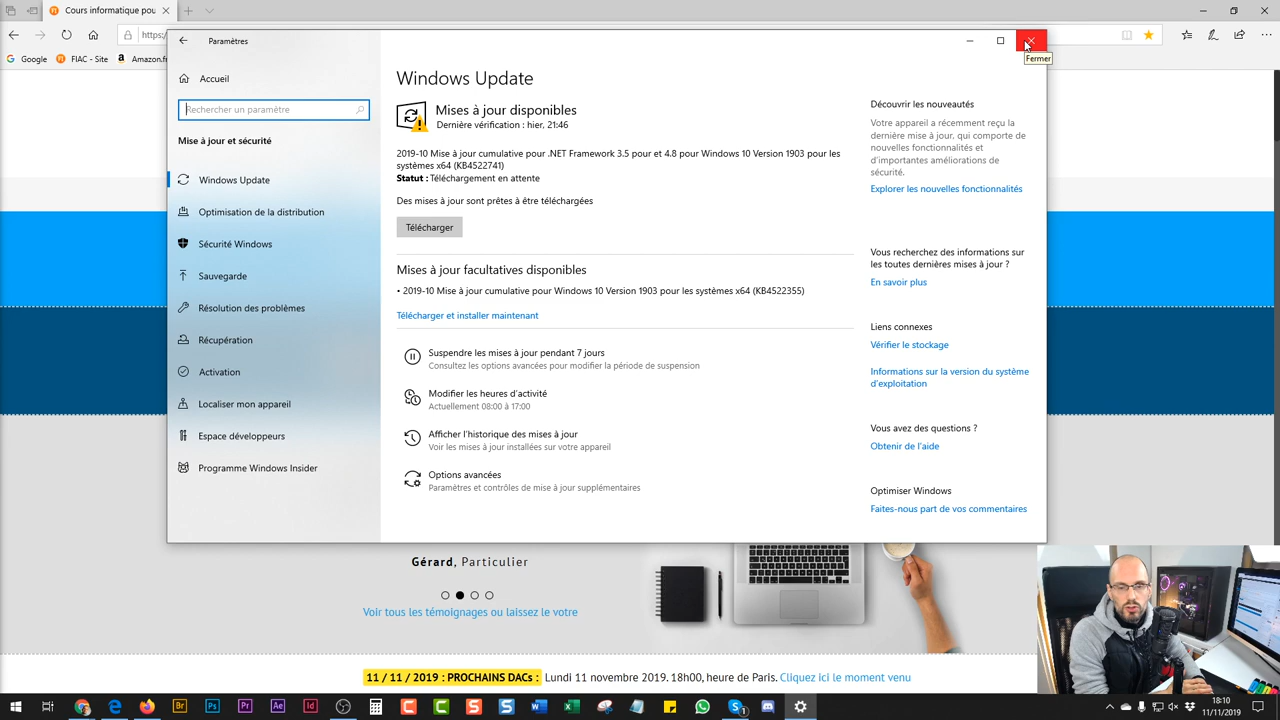 Cours informatique pou
https:/
Google
FIAC - Site
Amazon.f
Paramètres
Fermer
Accueil
Rechercher un paramètre
Mise à jour et sécurité
Windows Update
Optimisation de la distribution
Sécurité Windows
Sauvegarde
Résolution des problèmes
Récupération
Activation
Localiser mon appareil
Espace développeurs
Programme Windows Insider
Windows Update
Mises à jour disponibles
Dernière vérification : hier, 21:46
2019-10 Mise à jour cumulative pour .NET Framework 3.5 pour et 4.8 pour Windows 10 Version 1903 pour les
systèmes x64 (KB4522741)
Statut : Téléchargement en attente
Des mises à jour sont prêtes à être téléchargées
Télécharger
Mises à jour facultatives disponibles
• 2019-10 Mise à jour cumulative pour Windows 10 Version 1903 pour les systèmes x64 (KB4522355)
Télécharger et installer maintenant
Suspendre les mises à jour pendant 7 jours
Consultez les options avancées pour modifier la période de suspension
Modifier les heures d'activité
Actuellement 08:00 à 17:00
Afficher l'historique des mises à jour
Voir les mises à jour installées sur votre appareil
Options avancées
Paramètres et contrôles de mise à jour supplémentaires
Découvrir les nouveautés
Votre appareil a récemment reçu la
dernière mise à jour, qui comporte de
nouvelles fonctionnalités et
d'importantes améliorations de
sécurité.
Explorer les nouvelles fonctionnalités
Vous recherchez des informations sur
les toutes dernières mises à jour ?
En savoir plus
Liens connexes
Vérifier le stockage
Informations sur la version du système
d'exploitation
Vous avez des questions ?
Obtenir de l'aide
Optimiser Windows
Faites-nous part de vos commentaires
Gérard, Particulier
Voir tous les témoignages ou laissez le votre
11 / 11 / 2019 : PROCHAINS DACs : Lundi 11 novembre 2019. 18h00, heure de Paris. Cliquez ici le moment venu
Br
Ps
Pr
Ae
Id
18:10
11/11/2019